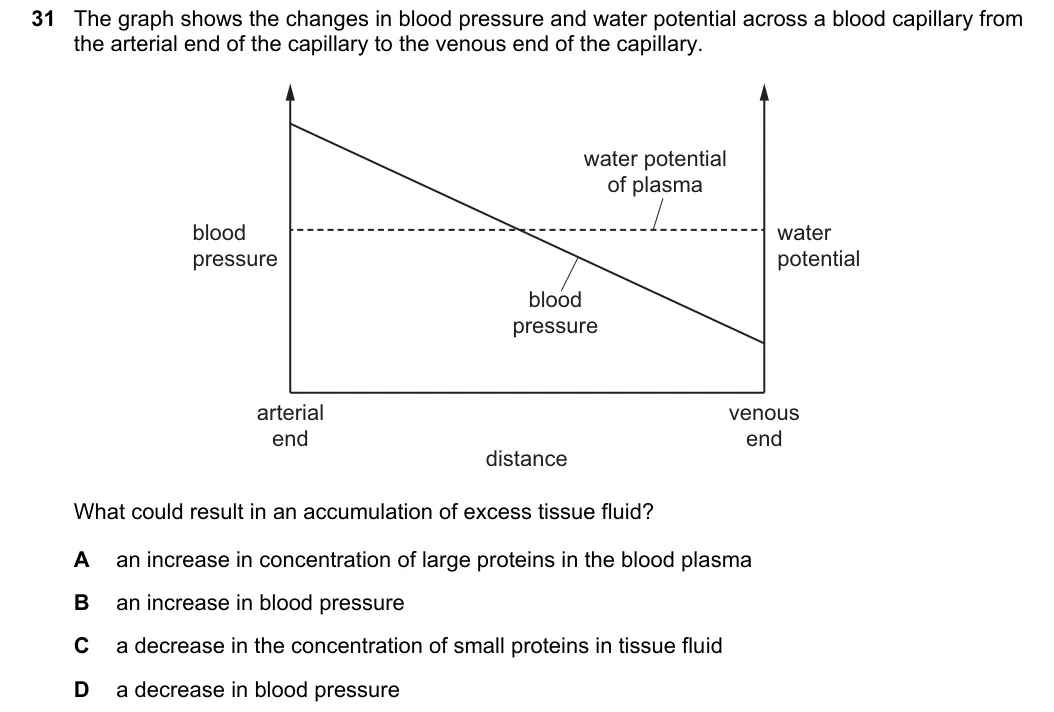 31 The graph shows the changes in blood pressure and water potential across a blood capillary from
the arterial end of the capillary to the venous end of the capillary.
water potential
of plasma
blood
pressure
water
potential
blood
pressure
arterial
end
venous
end
distance
What could result in an accumulation of excess tissue fluid?
A an increase in concentration of large proteins in the blood plasma
B an increase in blood pressure
C a decrease in the concentration of small proteins in tissue fluid
D a decrease in blood pressure